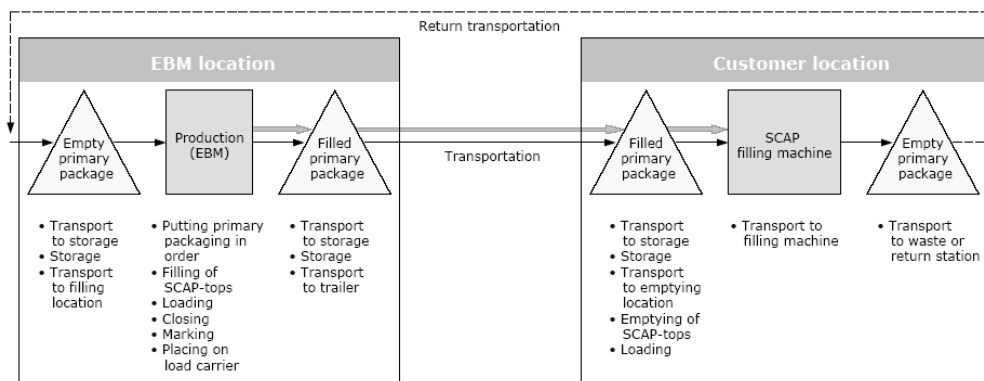 Return transportation
EBM location
Customer location
Empty
primary
package
Production
(EBM)
Filled
primary
package
Transportation
Filled
primary
package
SCAP
filling machine
Empty
primary
package
• Transport
to storage
• Storage
• Transport
to filling
location
• Putting primary
packaging in
order
• Filling of
SCAP-tops
• Loading
• Closing
• Marking
• Placing on
load carrier
• Transport
to storage
• Storage
• Transport
to trailer
• Transport
to storage
• Storage
• Transport
to emptying
location
• Emptying of
SCAP-tops
• Loading
• Transport to
filling machine
• Transport
to waste or
return station